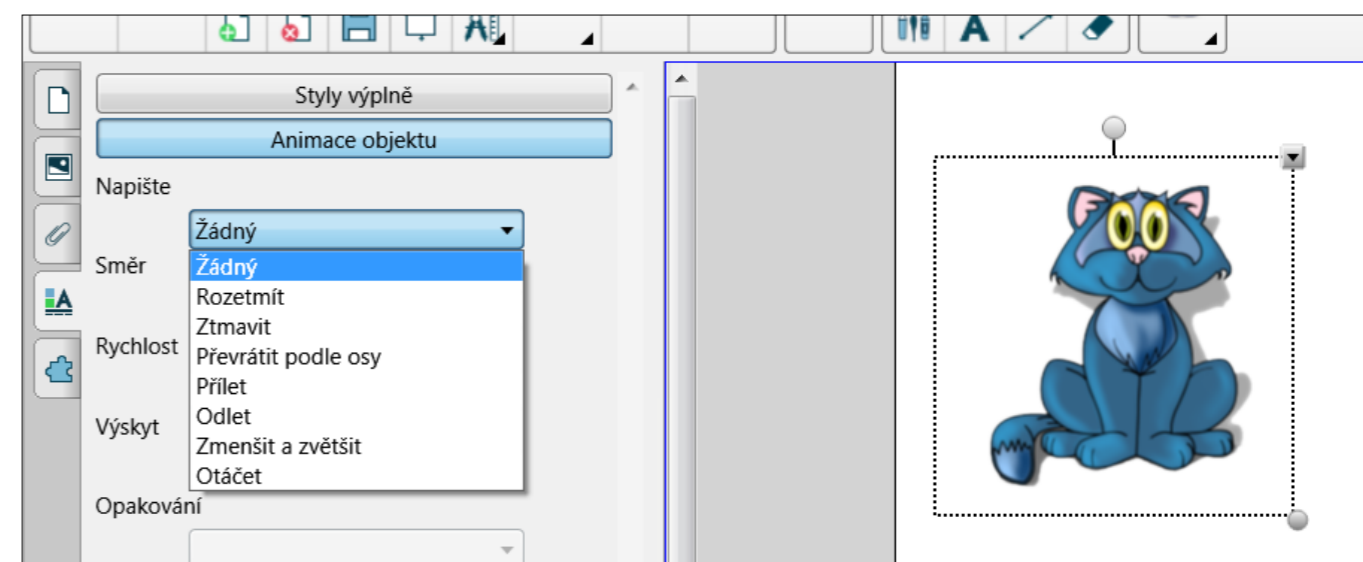 Styly výplně
Animace objektu
Napište
Žádný
Směr
Žádný
Rozetmít
Ztmavit
Rychlost
Převrátit podle osy
Přílet
Odlet
Výskyt
Zmenšit a zvětšit
Otáčet
Opakování